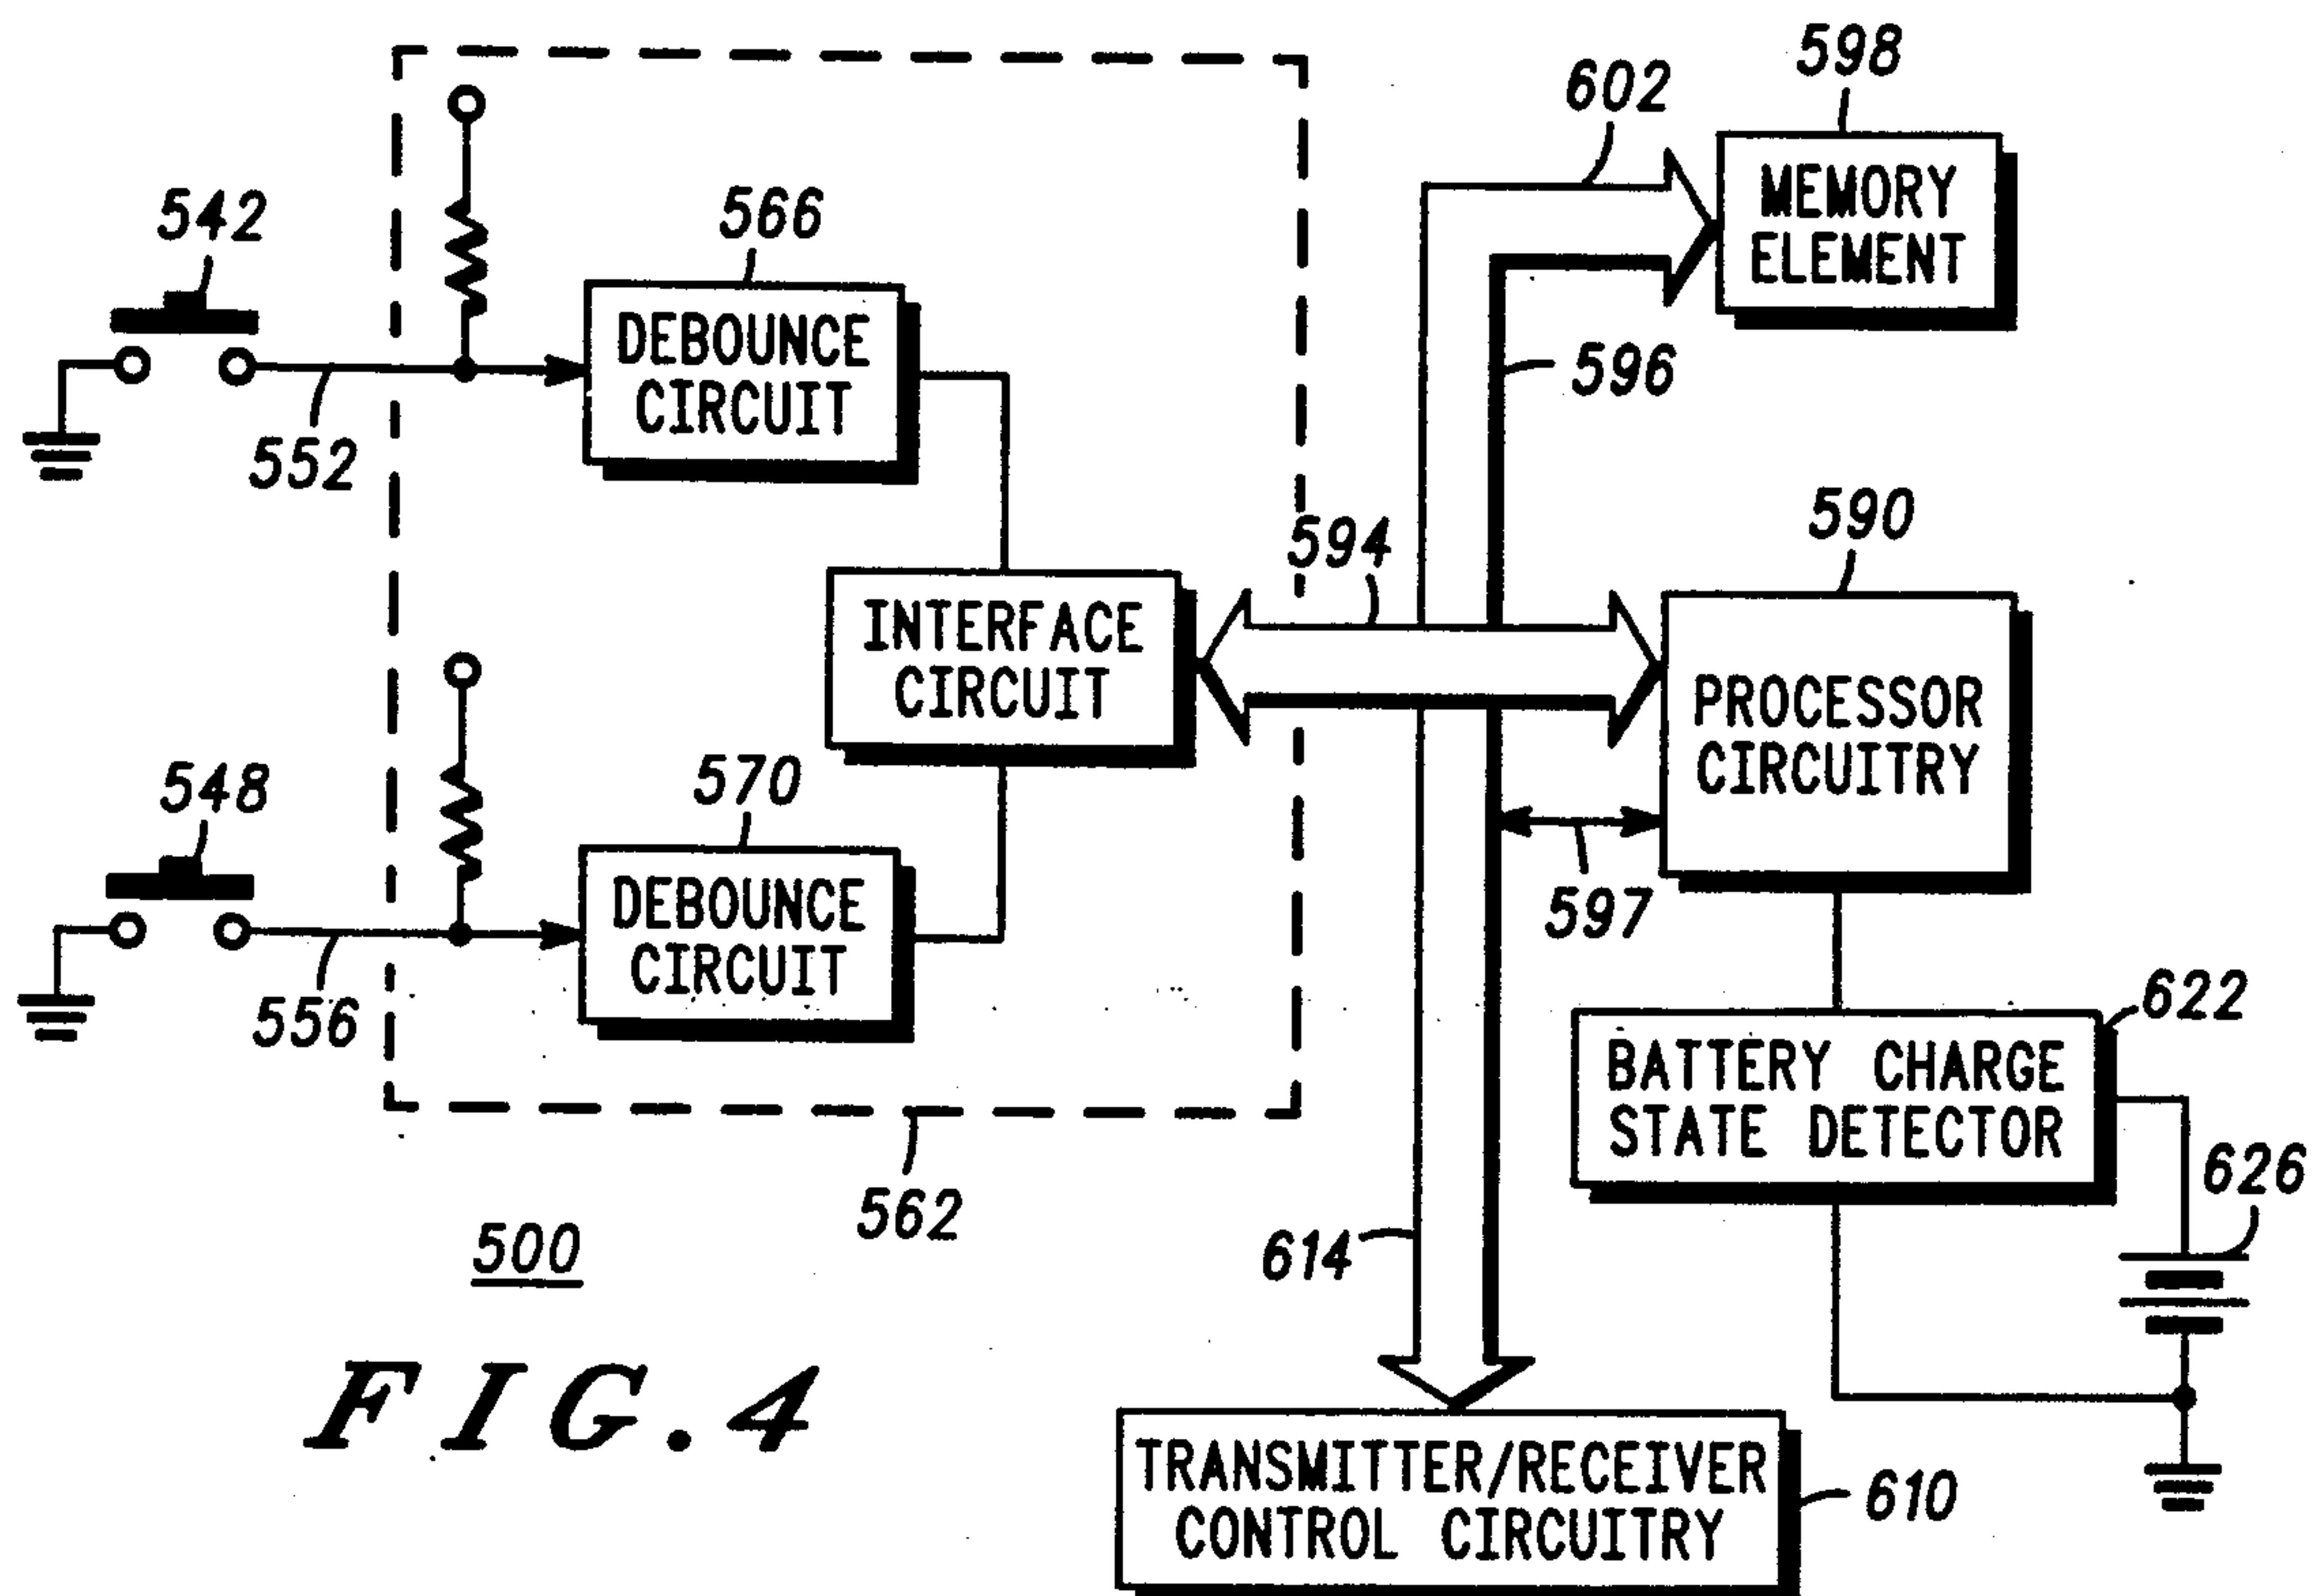 598
602
MEMORY
ELEMENT
542
566
DEBOUNCE
CIRCUIT
552
596
594
590
INTERFACE
CIRCUIT
PROCESSOR
CIRCUITRY
548
570
DEBOUNCE
CIRCUIT
556
597
622
BATTERY CHARGE
STATE DETECTOR
626
562
500
614
FIG. 4
TRANSMITTER/RECEIVER
CONTROL CIRCUITRY
610